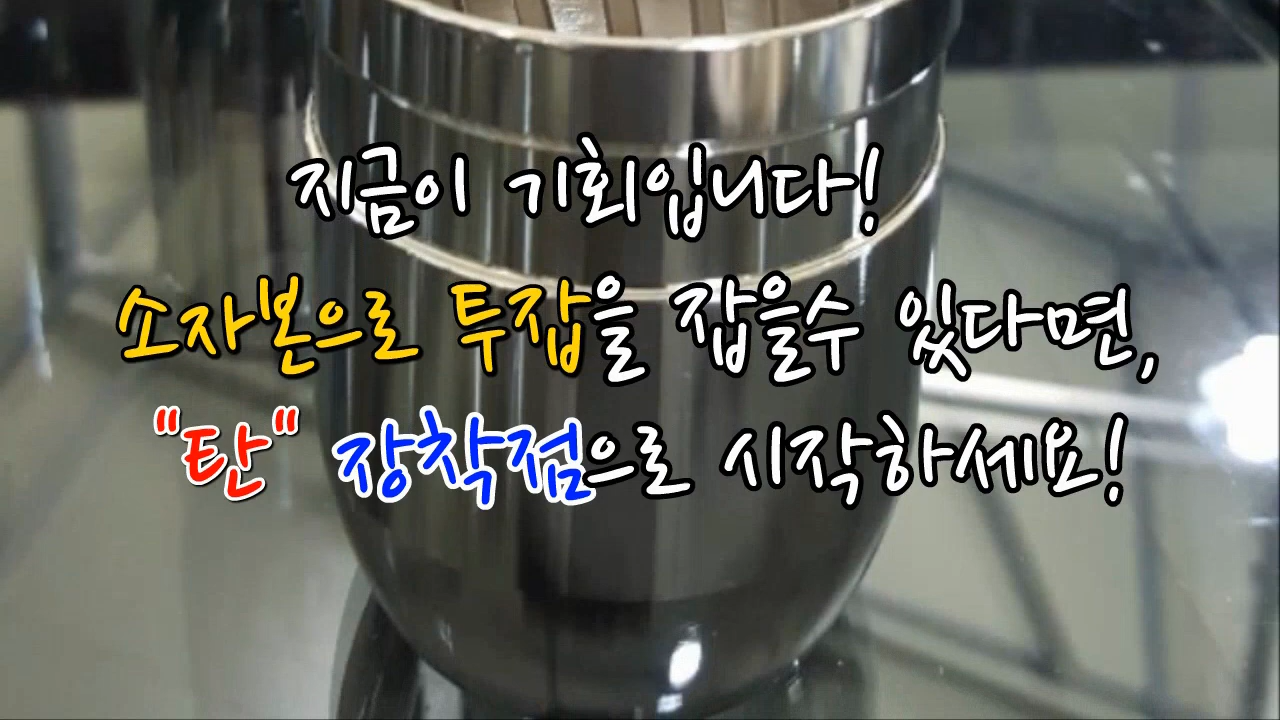 지금이 기회입니다!
소자본으로 투잡을 잡을수 있다면,
"탄" 장착점으로 시작하세요!